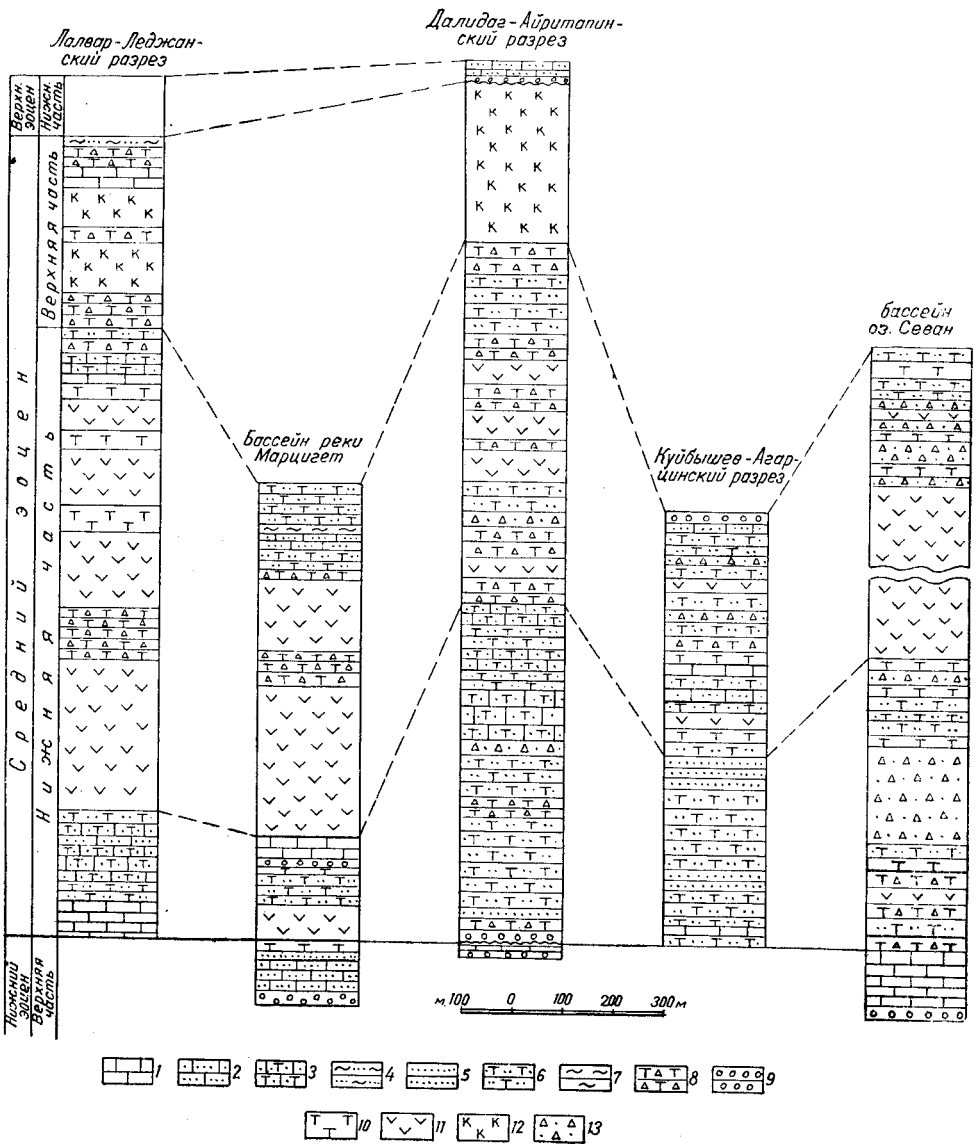 Далидаг-Айритапин-
ский разрез
Лалвар-Леджан-
ский разрез
Верхн.
эоцен
Нижн.
часть
Средний эоцен
Верхняя часть
Нижняя часть
Нижний
эоцен
Верхняя
часть
Бассейн реки
Марцигет
Куйбышев-Агар-
цинский разрез
бассейн
оз. Севан
м. 100 0 100 300 м
1 2 3 4 5 6 7 8 9
10 11 12 13